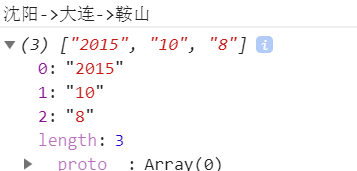 沈阳->大连->鞍山
▼ (3) ["2015", "10", "8"] i
0: "2015"
1: "10"
2: "8"
length: 3
▶ __proto__: Array(0)